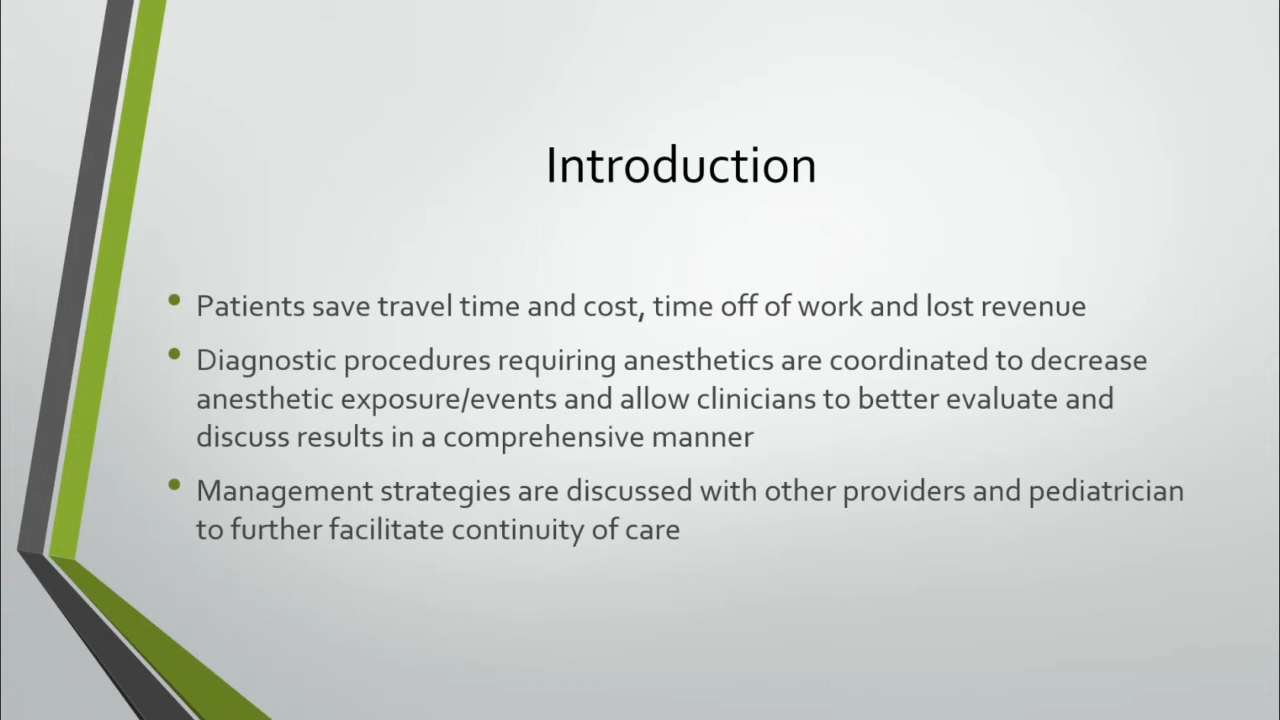 Introduction
• Patients save travel time and cost, time off of work and lost revenue
• Diagnostic procedures requiring anesthetics are coordinated to decrease
anesthetic exposure/events and allow clinicians to better evaluate and
discuss results in a comprehensive manner
• Management strategies are discussed with other providers and pediatrician
to further facilitate continuity of care